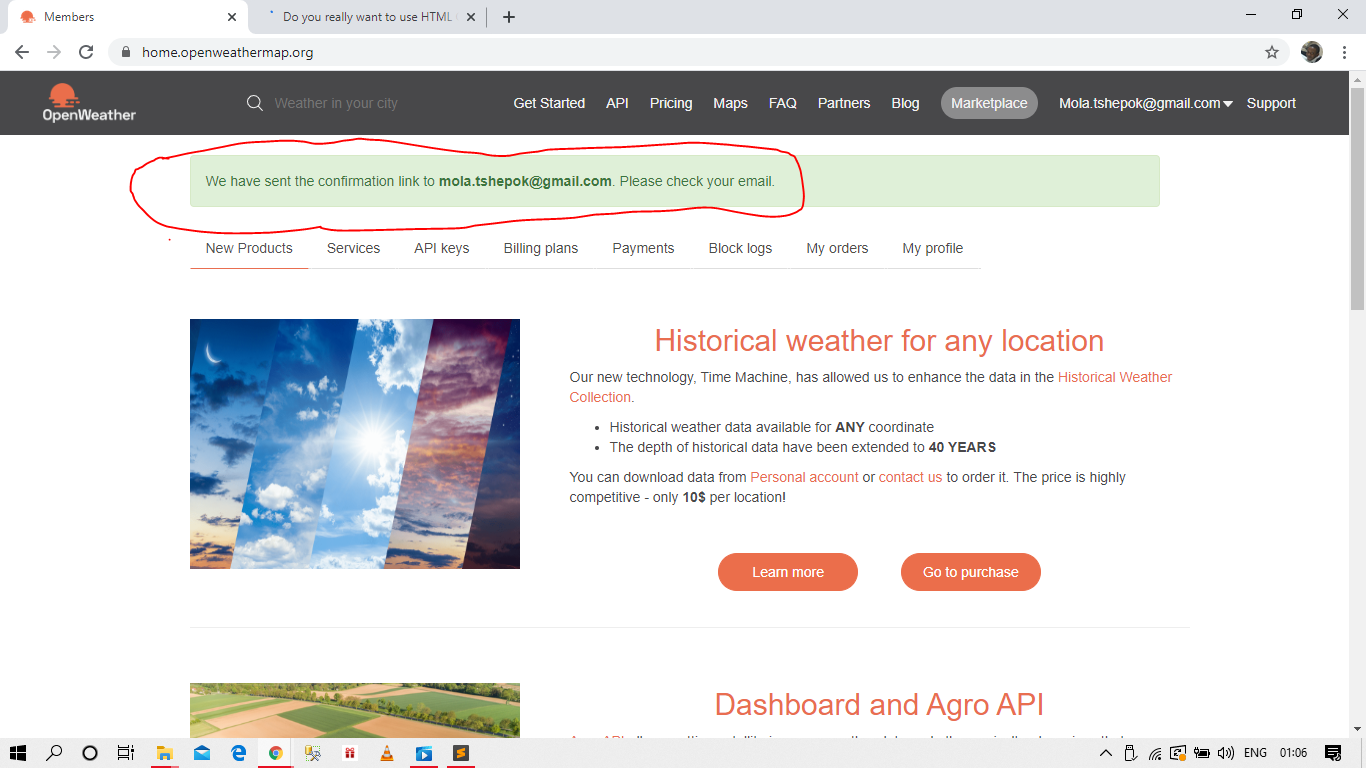 Members
Do you really want to use HTML
home.openweathermap.org
OpenWeather
Weather in your city
Get Started
API
Pricing
Maps
FAQ
Partners
Blog
Marketplace
Mola.tshepok@gmail.com
Support
We have sent the confirmation link to mola.tshepok@gmail.com. Please check your email.
New Products
Services
API keys
Billing plans
Payments
Block logs
My orders
My profile
Historical weather for any location
Our new technology, Time Machine, has allowed us to enhance the data in the Historical Weather
Collection.
Historical weather data available for ANY coordinate
The depth of historical data have been extended to 40 YEARS
You can download data from Personal account or contact us to order it. The price is highly
competitive - only 10$ per location!
Learn more
Go to purchase
Dashboard and Agro API
ENG
01:06